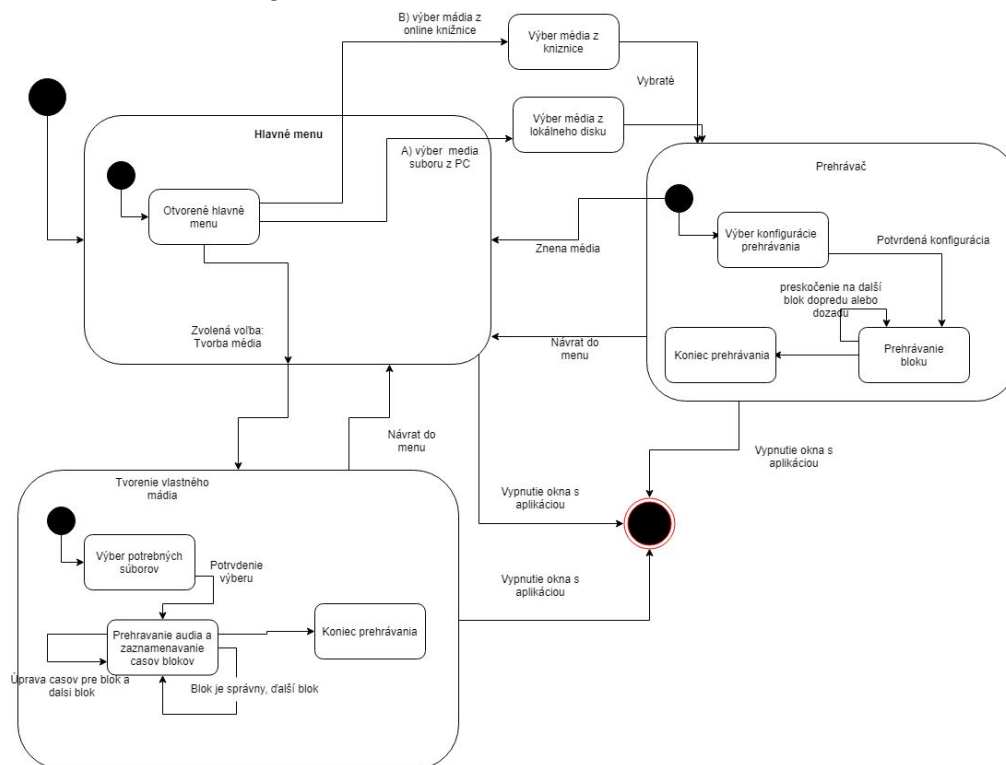 B) výber mádia z
online knižnice
Výber média z
kniznice
Vybraté
Hlavné menu
A) výber  media
suboru z PC
Výber média z
lokálneho disku
Prehrávač
Otvorené hlavné
menu
Znena média
Výber konfigurácie
prehrávania
Potvrdená konfigurácia
preskočenie na další
blok dopredu alebo
dozadu
Zvolená voľba:
Tvorba média
Návrat do
menu
Koniec prehrávania
Prehrávanie
bloku
Návrat do
menu
Vypnutie okna s
aplikáciou
Vypnutie okna s
aplikáciou
Tvorenie vlastného
mádia
Výber potrebných
súborov
Potrvdenie
výberu
Vypnutie okna s
aplikáciou
Prehravanie audia a
zaznamenavanie
casov blokov
Koniec prehrávania
Úprava casov pre blok a
dalsi blok
Blok je správny, ďalší blok